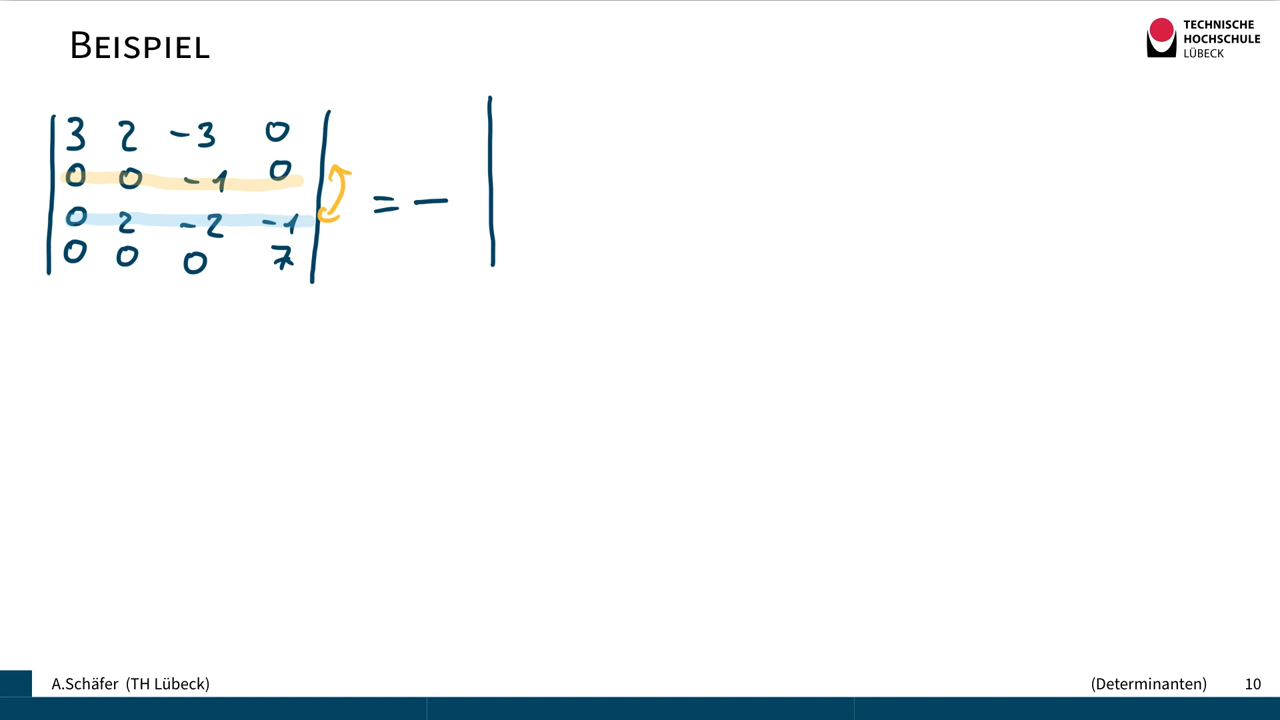 BEISPIEL
TECHNISCHE
HOCHSCHULE
LÜBECK
3 2 -3 0
0 0 -1 0
0 2 -2 -1
0 0 0 7
= -
A.Schäfer (TH Lübeck)
(Determinanten)
10